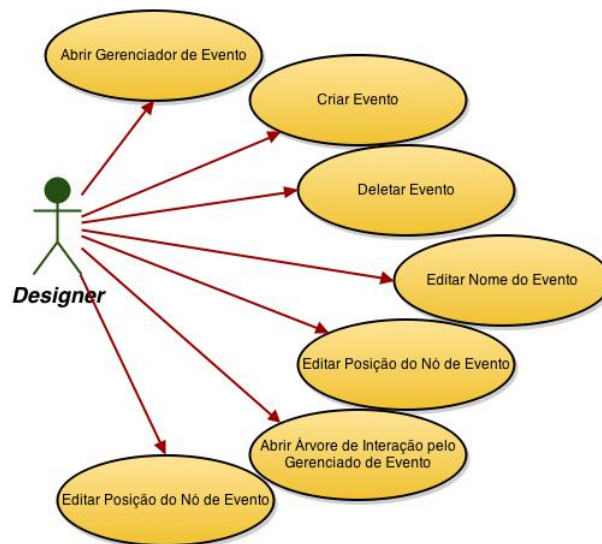 Abrir Gerenciador de Evento
Criar Evento
Deletar Evento
Designer
Editar Nome do Evento
Editar Posição do Nó de Evento
Abrir Árvore de Interação pelo
Gerenciado de Evento
Editar Posição do Nó de Evento